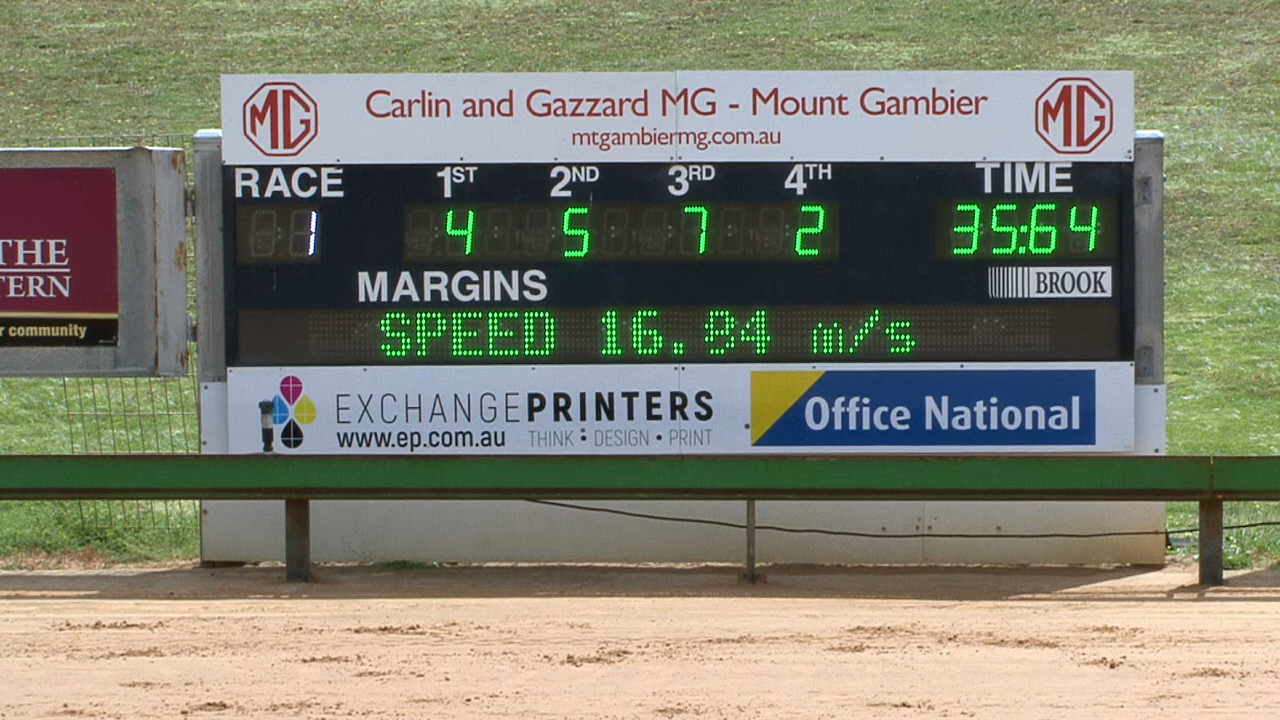 MG Carlin and Gazzard MG - Mount Gambier MG
mtgambiermg.com.au
RACE 1ST 2ND 3RD 4TH TIME
1 4 5 7 2 35:64
MARGINS BROOK
SPEED 16.94 m/s
EXCHANGEPRINTERS
www.ep.com.au THINK : DESIGN • PRINT
Office National
THE
TERN
r community